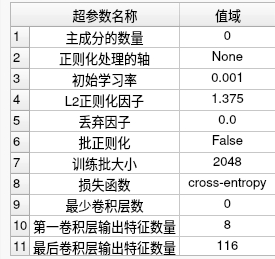 超参数名称 值域
1 主成分的数量 0
2 正则化处理的轴 None
3 初始学习率 0.001
4 L2正则化因子 1.375
5 丢弃因子 0.0
6 批正则化 False
7 训练批大小 2048
8 损失函数 cross-entropy
9 最少卷积层数 0
10 第一卷积层输出特征数量 8
11 最后卷积层输出特征数量 116